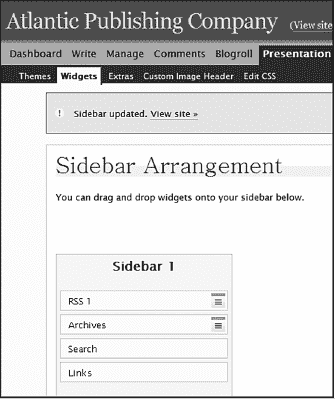 Atlantic Publishing Company (View site
Dashboard Write Manage Comments Blogroll Presentation
Themes Widgets Extras Custom Image Header Edit CSS
! Sidebar updated. View site »
Sidebar Arrangement
You can drag and drop widgets onto your sidebar below.
Sidebar 1
RSS 1
Archives
Search
Links